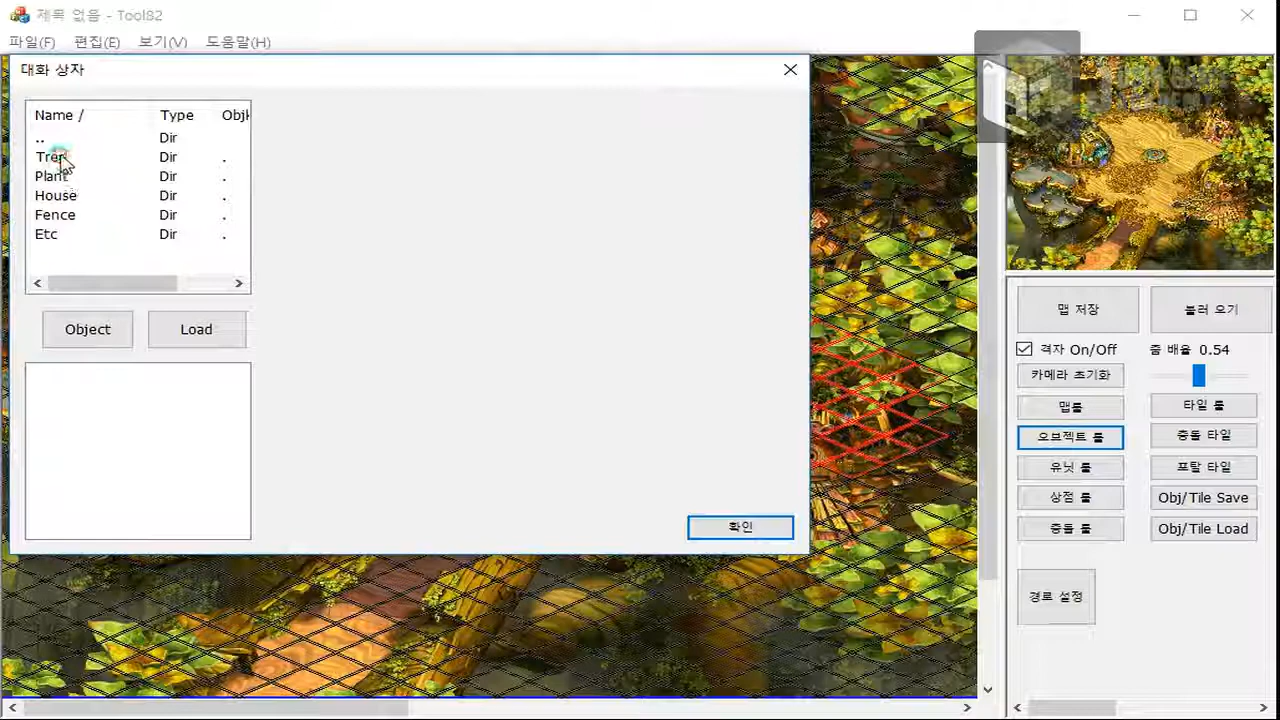 제목 없음 - Tool82
파일(F) 편집(E) 보기(V) 도움말(H)
대화 상자
Name / Type Obj
.. Dir
Dir .
Plant Dir .
House Dir .
Fence Dir .
Etc Dir .
Object Load
확인
맵 저장 불러 오기
격자 On/Off 줌 배율 0.54
카메라 초기화
맵툴 타일 툴
오브젝트 툴 충돌 타일
유닛 툴 포탈 타일
상점 툴 Obj/Tile Save
충돌 툴 Obj/Tile Load
경로 설정